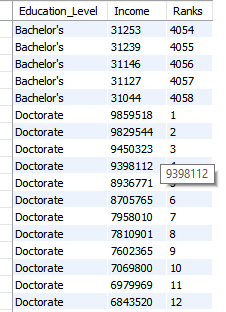 Education_Level Income Ranks
Bachelor's 31253 4054
Bachelor's 31239 4055
Bachelor's 31146 4056
Bachelor's 31127 4057
Bachelor's 31044 4058
Doctorate 9859518 1
Doctorate 9829544 2
Doctorate 9450323 3
Doctorate 9398112
9398112
Doctorate 8936771
Doctorate 8705765 6
Doctorate 7958010 7
Doctorate 7810901 8
Doctorate 7602365 9
Doctorate 7069800 10
Doctorate 6979969 11
Doctorate 6843520 12